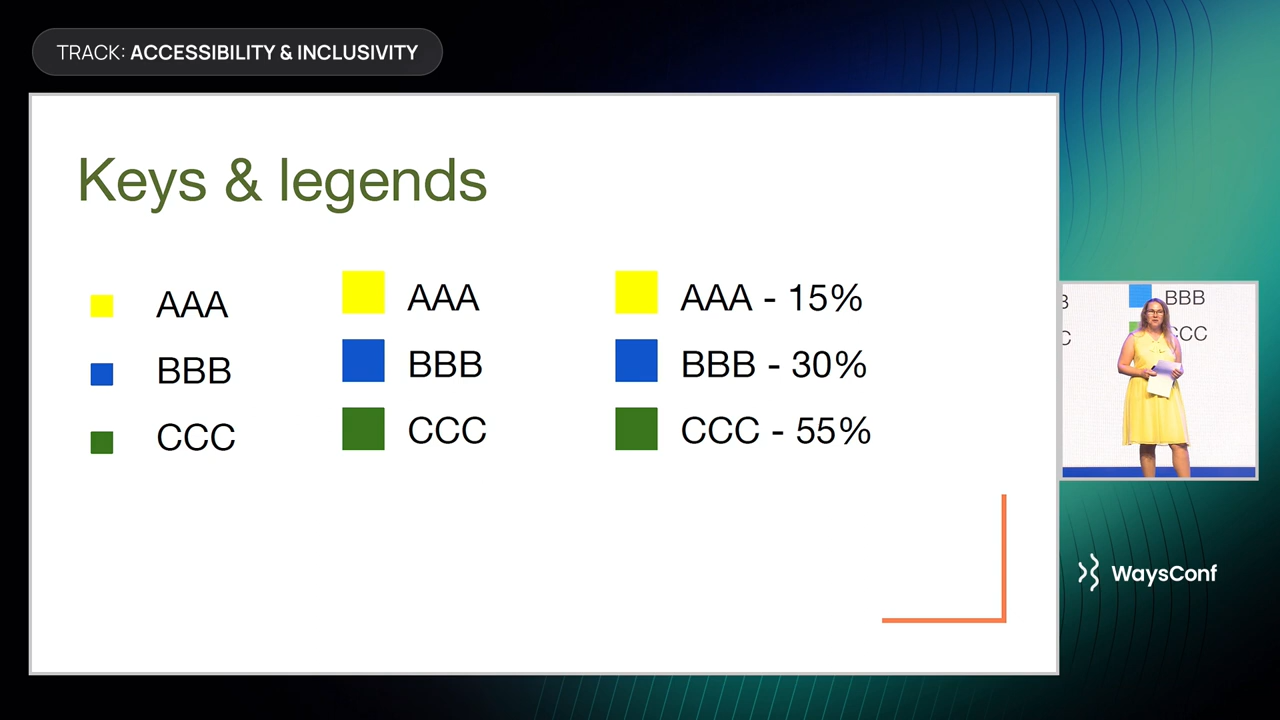 TRACK: ACCESSIBILITY & INCLUSIVITY
Keys & legends
AAA AAA AAA - 15%
BBB BBB BBB - 30%
CCC CCC CCC - 55%
BBB
CCC
WaysConf